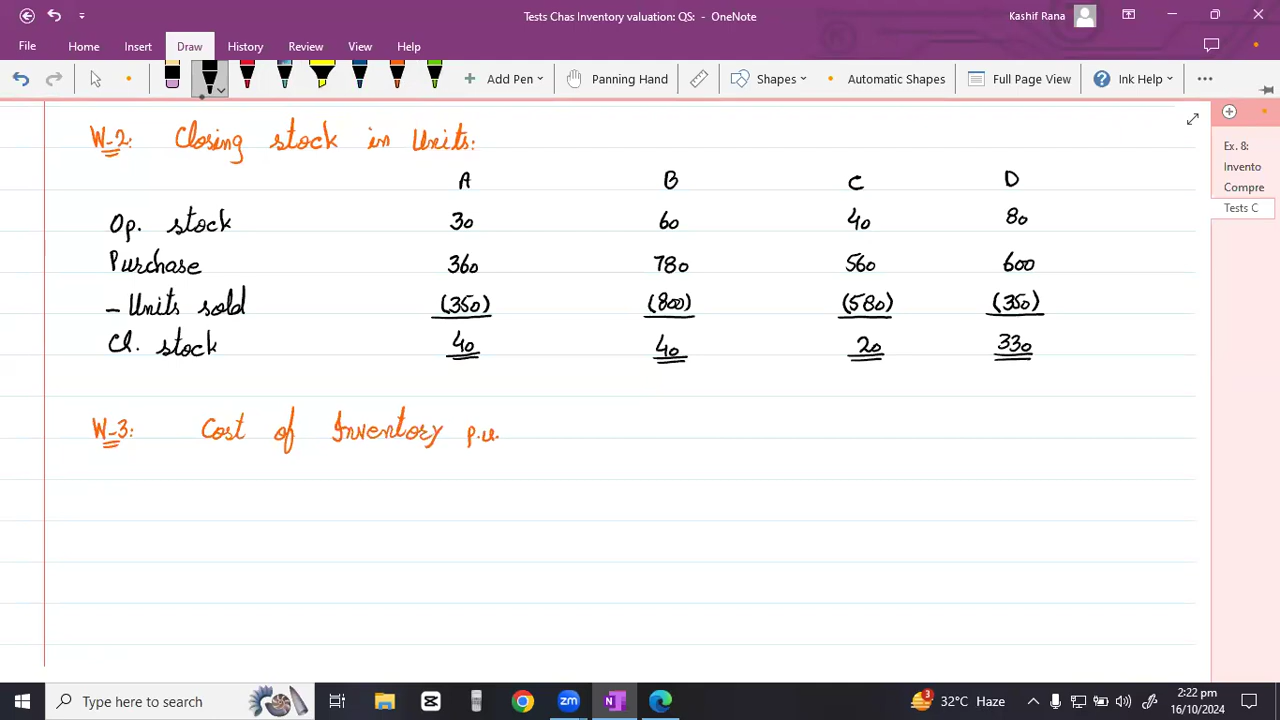 Tests Chas Inventory valuation: QS: - OneNote
Kashif Rana
File Home Insert Draw History Review View Help
Add Pen Panning Hand Shapes Automatic Shapes Full Page View Ink Help
W-2: Closing stock in Units:
A B C D
Op. stock 30 60 40 80
Purchase 360 780 560 600
- Units sold (350) (800) (580) (350)
Cl. stock 40 40 20 330
W-3: Cost of Inventory p.u.
Ex. 8:
Invento
Compre
Tests C
Type here to search
3
32°C Haze
2:22 pm
16/10/2024